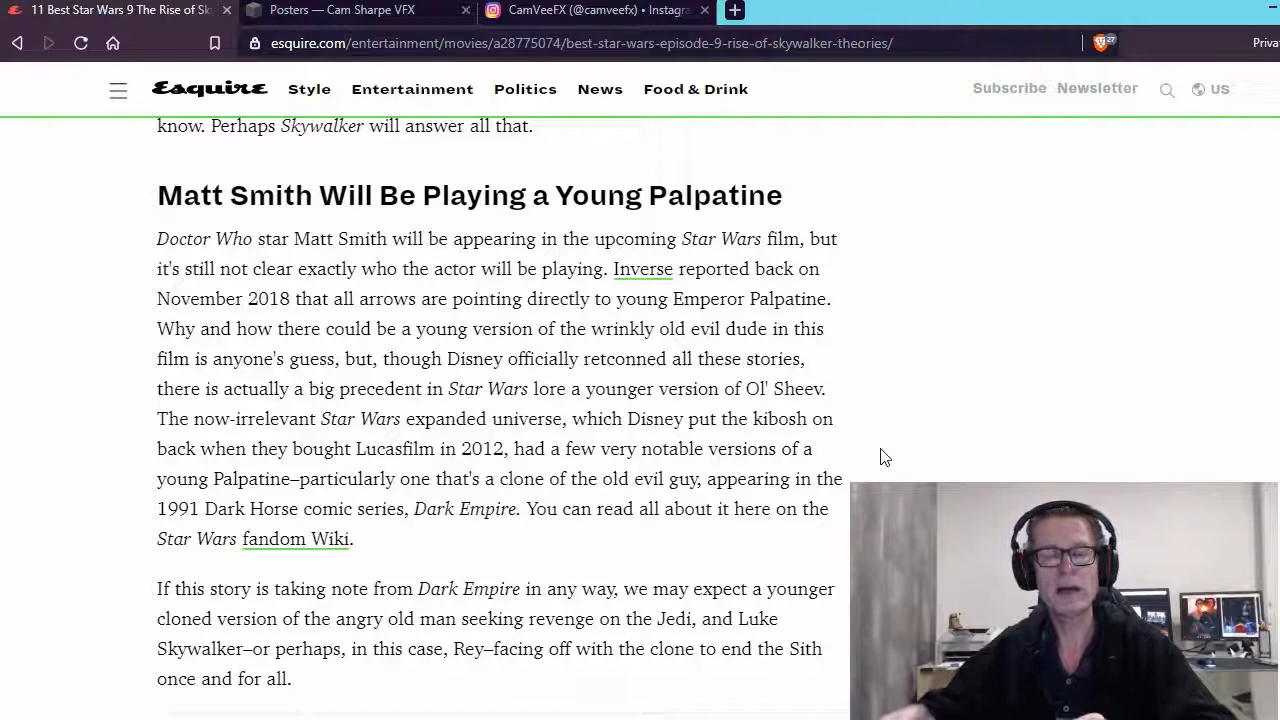 11 Best Star Wars 9 The Rise of Sk
Posters — Cam Sharpe VFX
CamVeeFX (@camveefx) • Instagra
esquire.com/entertainment/movies/a28775074/best-star-wars-episode-9-rise-of-skywalker-theories/
27
Priva
Esquire
Style
Entertainment
Politics
News
Food & Drink
Subscribe
Newsletter
US
know. Perhaps Skywalker will answer all that.
Matt Smith Will Be Playing a Young Palpatine
Doctor Who star Matt Smith will be appearing in the upcoming Star Wars film, but
it's still not clear exactly who the actor will be playing. Inverse reported back on
November 2018 that all arrows are pointing directly to young Emperor Palpatine.
Why and how there could be a young version of the wrinkly old evil dude in this
film is anyone's guess, but, though Disney officially retconned all these stories,
there is actually a big precedent in Star Wars lore a younger version of Ol' Sheev.
The now-irrelevant Star Wars expanded universe, which Disney put the kibosh on
back when they bought Lucasfilm in 2012, had a few very notable versions of a
young Palpatine–particularly one that's a clone of the old evil guy, appearing in the
1991 Dark Horse comic series, Dark Empire. You can read all about it here on the
Star Wars fandom Wiki.
If this story is taking note from Dark Empire in any way, we may expect a younger
cloned version of the angry old man seeking revenge on the Jedi, and Luke
Skywalker–or perhaps, in this case, Rey–facing off with the clone to end the Sith
once and for all.